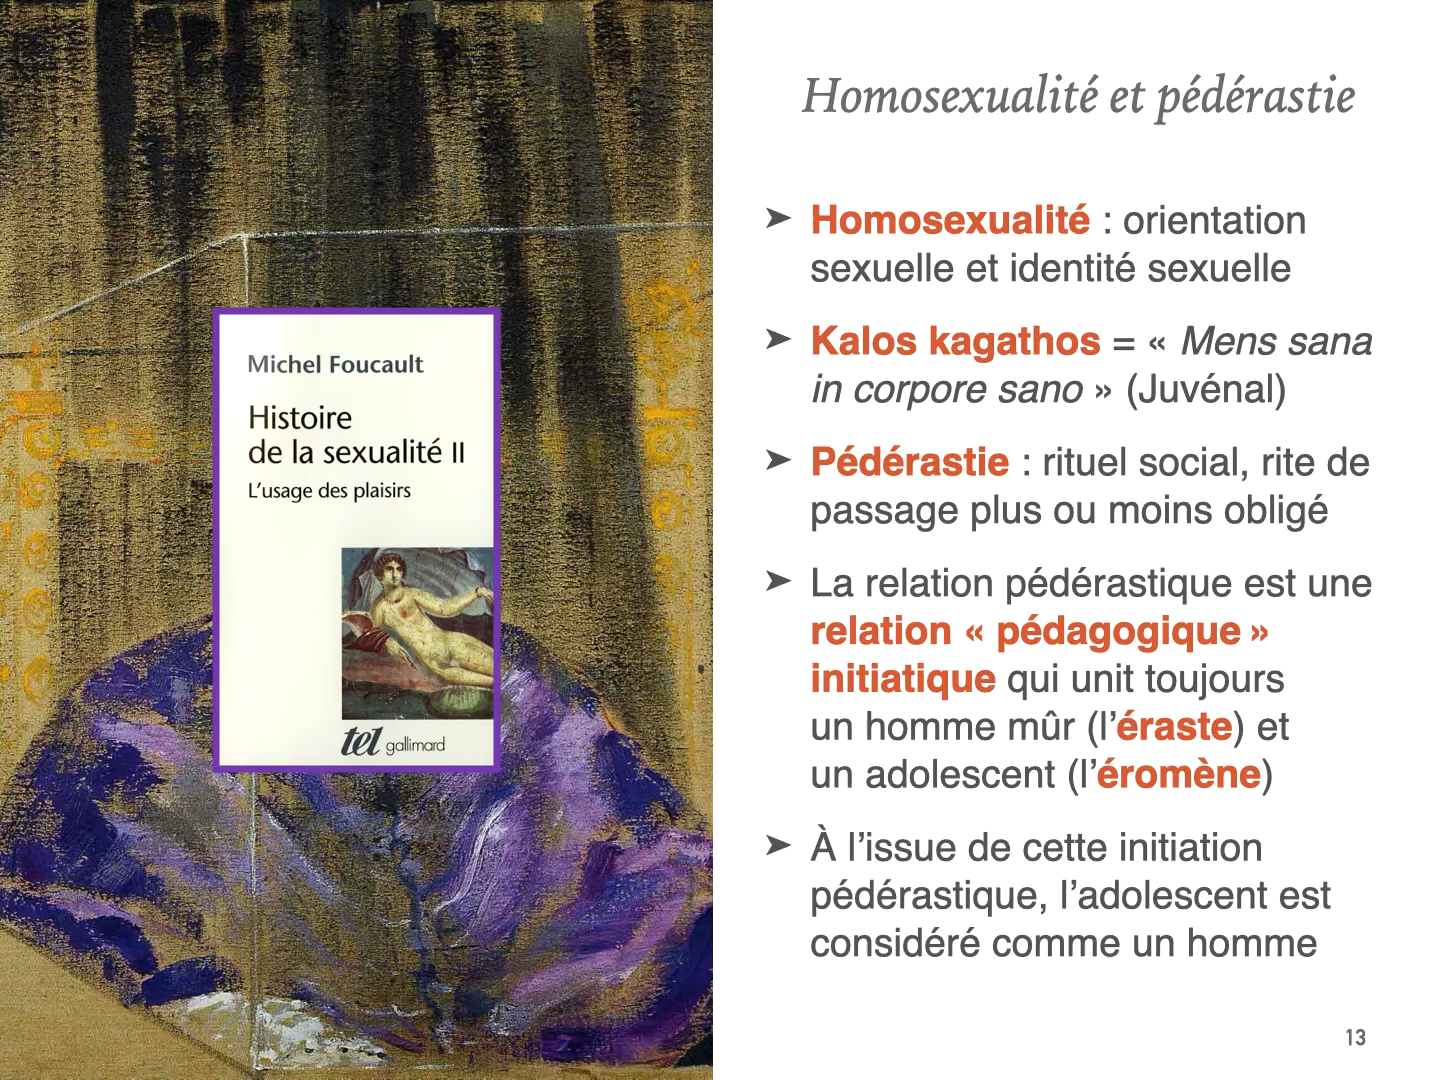 Michel Foucault
Histoire
de la sexualité II
L'usage des plaisirs
tel gallimard
Homosexualité et pédérastie
➤ Homosexualité : orientation
sexuelle et identité sexuelle
➤ Kalos kagathos = « Mens sana
in corpore sano » (Juvénal)
➤ Pédérastie : rituel social, rite de
passage plus ou moins obligé
➤ La relation pédérastique est une
relation « pédagogique »
initiatique qui unit toujours
un homme mûr (l’éraste) et
un adolescent (l’éromène)
➤ À l’issue de cette initiation
pédérastique, l’adolescent est
considéré comme un homme
13